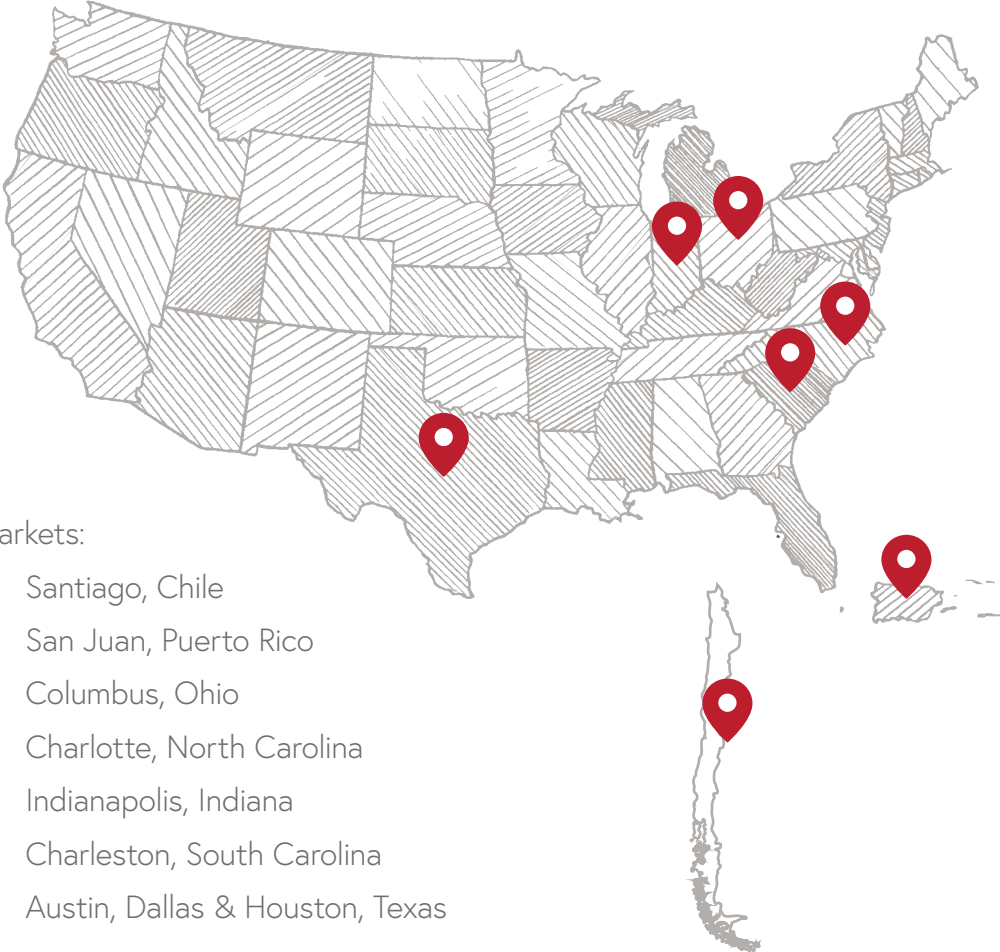 arkets:
Santiago, Chile
San Juan, Puerto Rico
Columbus, Ohio
Charlotte, North Carolina
Indianapolis, Indiana
Charleston, South Carolina
Austin, Dallas & Houston, Texas